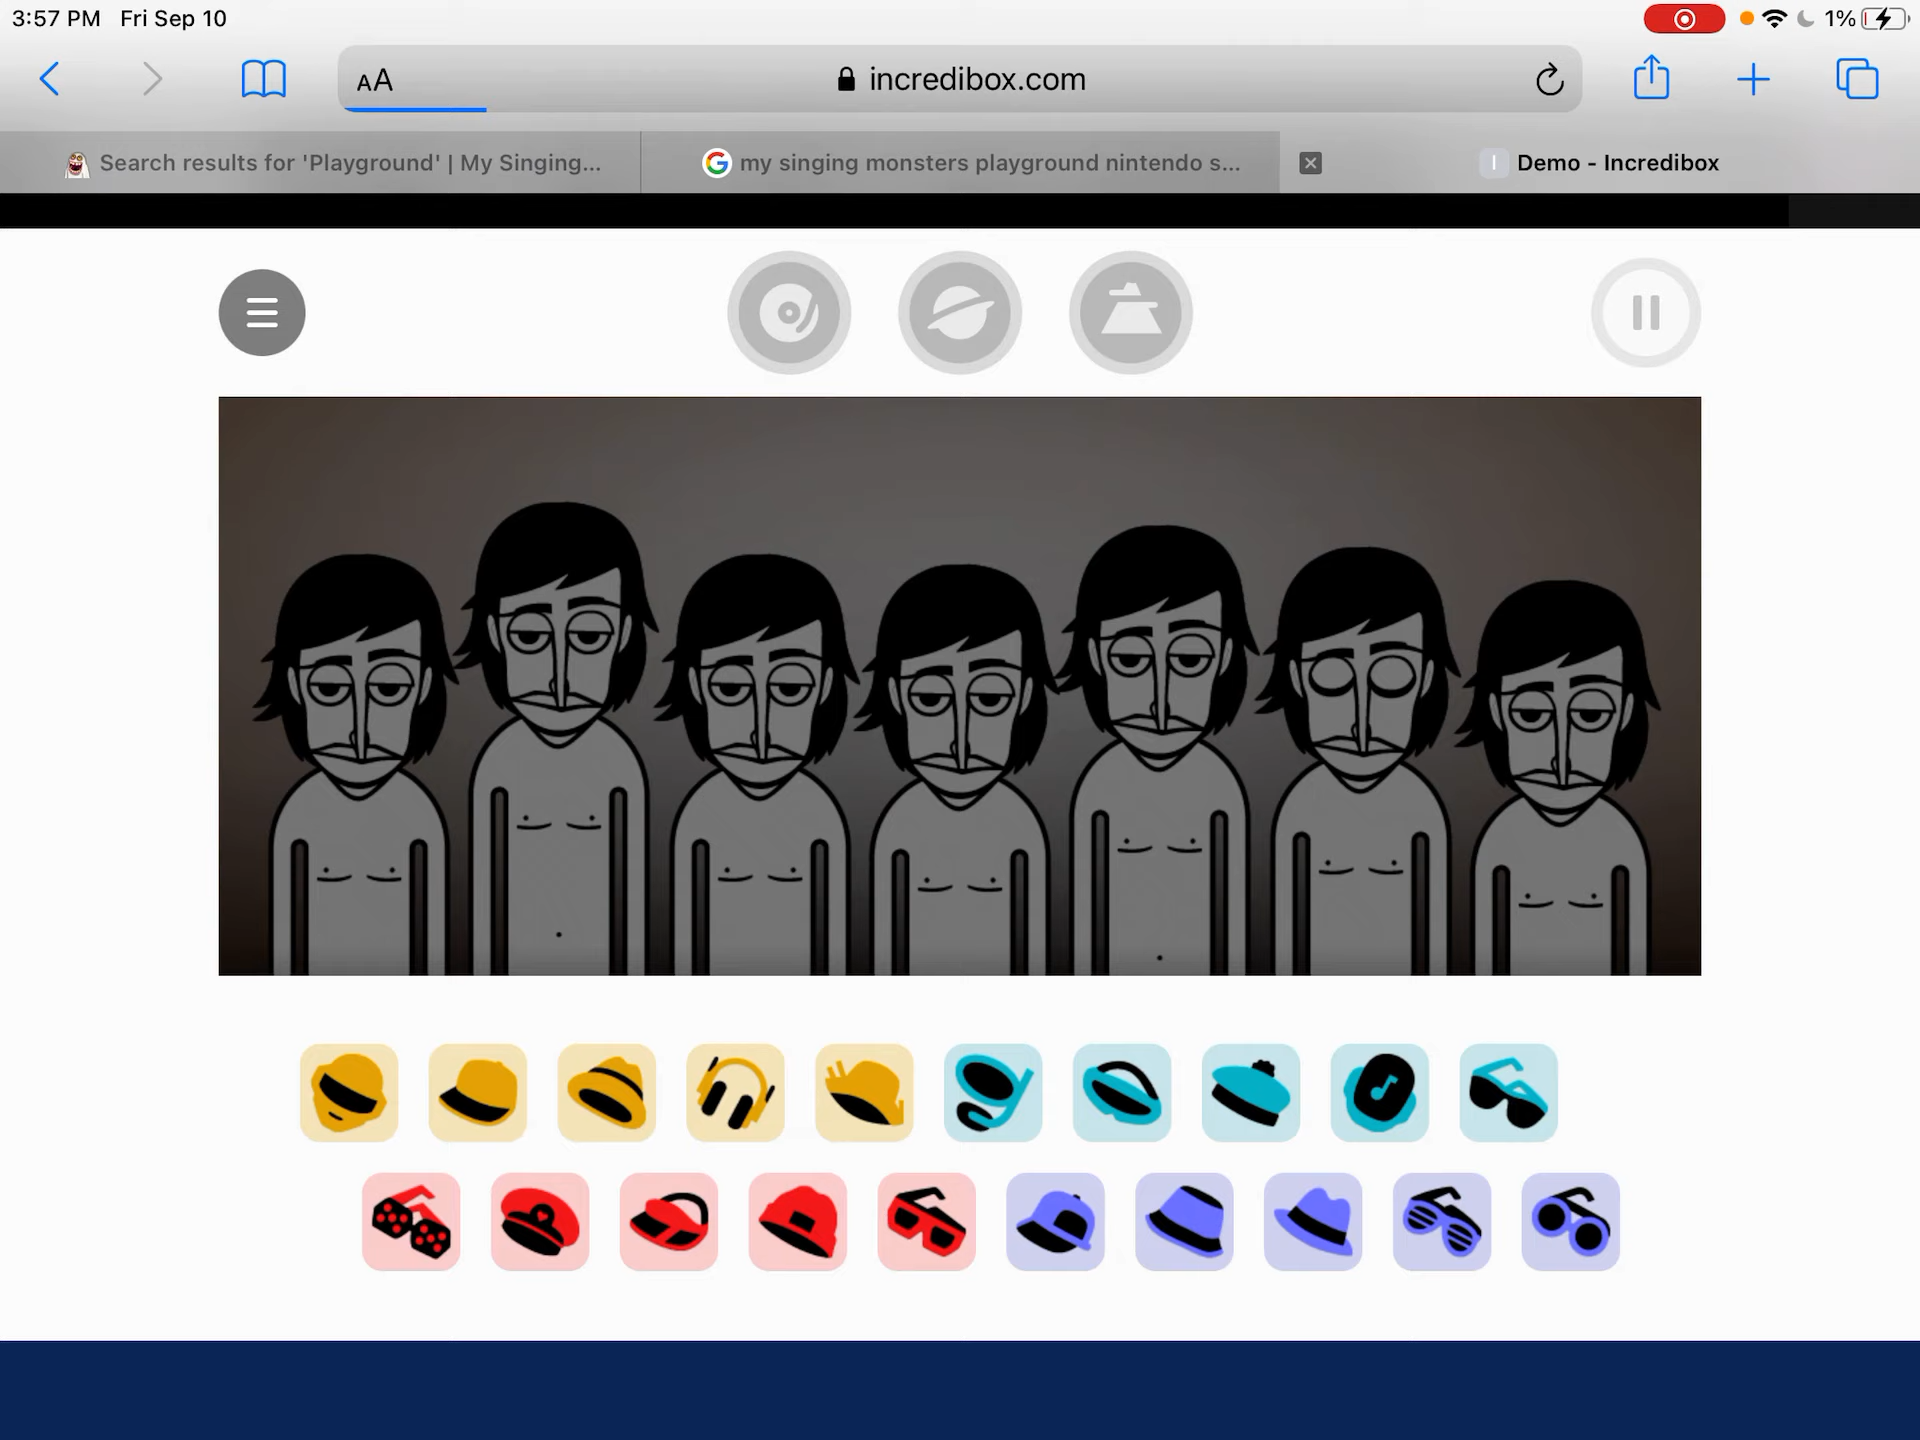 3:57 PM Fri Sep 10
1%
AA
incredibox.com
Search results for 'Playground' | My Singing...
my singing monsters playground nintendo s...
I Demo - Incredibox